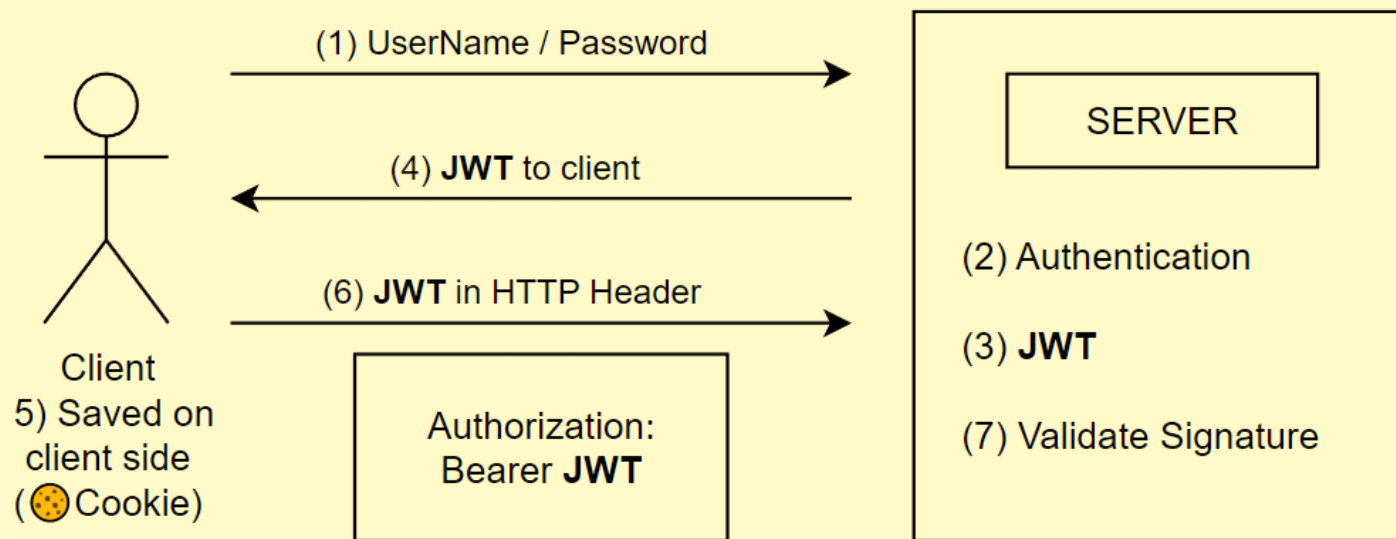 (1) UserName / Password
SERVER
(4) JWT to client
(2) Authentication
(6) JWT in HTTP Header
(3) JWT
Client
5) Saved on
client side
(🍪Cookie)
Authorization:
Bearer JWT
(7) Validate Signature